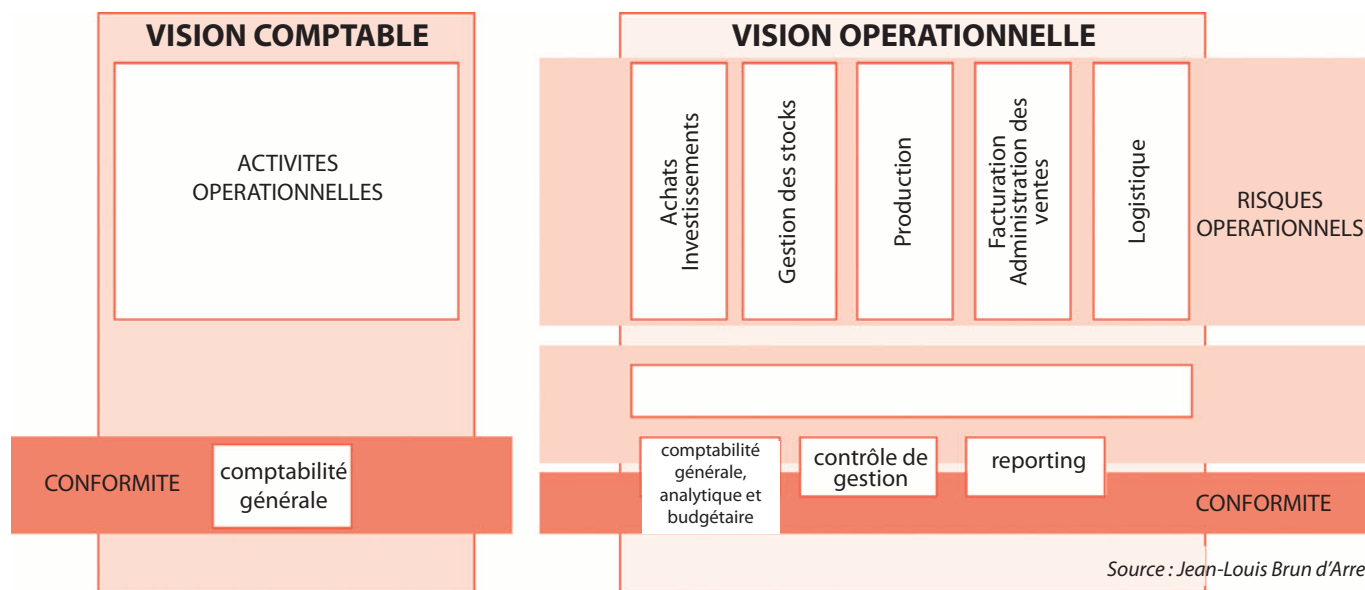 VISION COMPTABLE
ACTIVITES
OPERATIONNELLES
CONFORMITE
comptabilité
générale
VISION OPERATIONNELLE
Achats
Investissements
Gestion des stocks
Production
Facturation
Administration des
ventes
Logistique
RISQUES
OPERATIONNELS
comptabilité
générale,
analytique et
budgétaire
contrôle de
gestion
reporting
CONFORMITE
Source : Jean-Louis Brun d’Arre